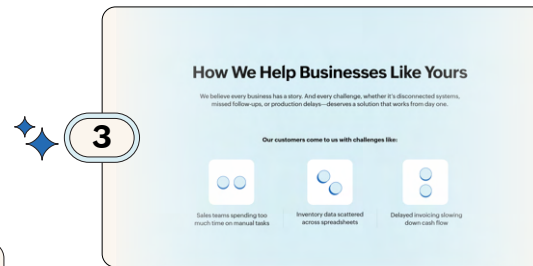 How We Help Businesses Like Yours
We believe every business has a story. And every challenge, whether it's disconnected systems,
missed follow-ups, or production delays—deserves a solution that works from day one.
3
Our customers come to us with challenges like:
Sales teams spending too
much time on manual tasks
Inventory data scattered
across spreadsheets
Delayed invoicing slowing
down cash flow